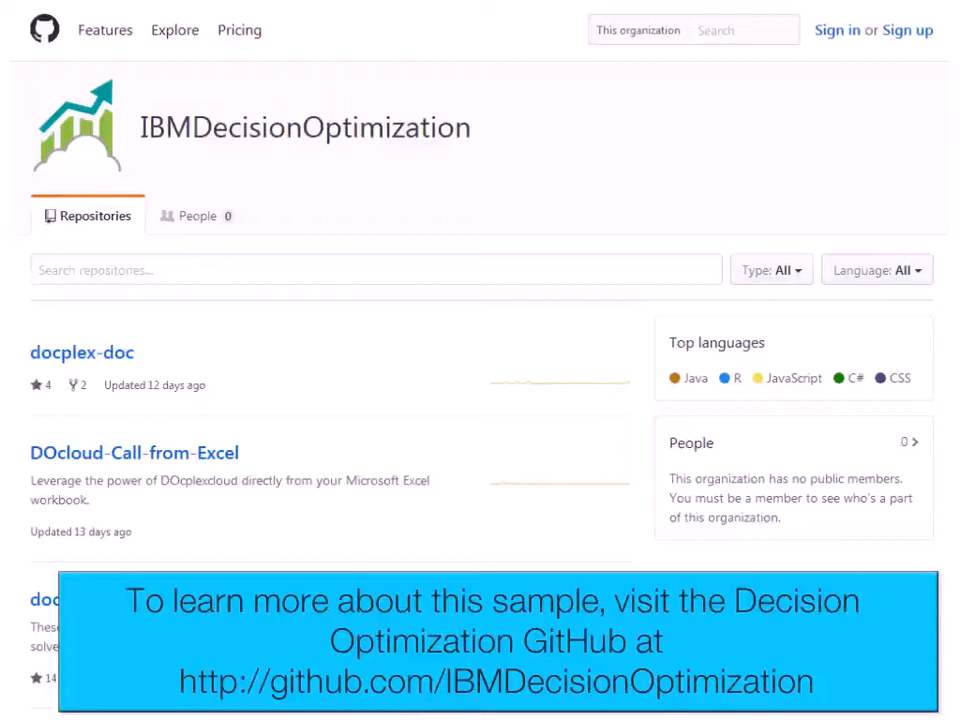 Features Explore Pricing This organization Search Sign in or Sign up
IBMDecisionOptimization
Repositories People 0
Search repositories... Type: All Language: All
docplex-doc
4 2 Updated 12 days ago
Top languages
Java R JavaScript C# CSS
DOcloud-Call-from-Excel
Leverage the power of DOcplexcloud directly from your Microsoft Excel
workbook.
Updated 13 days ago
People 0
This organization has no public members.
You must be a member to see who's a part
of this organization.
doc
These
solve
14
To learn more about this sample, visit the Decision
Optimization GitHub at
http://github.com/IBMDecisionOptimization